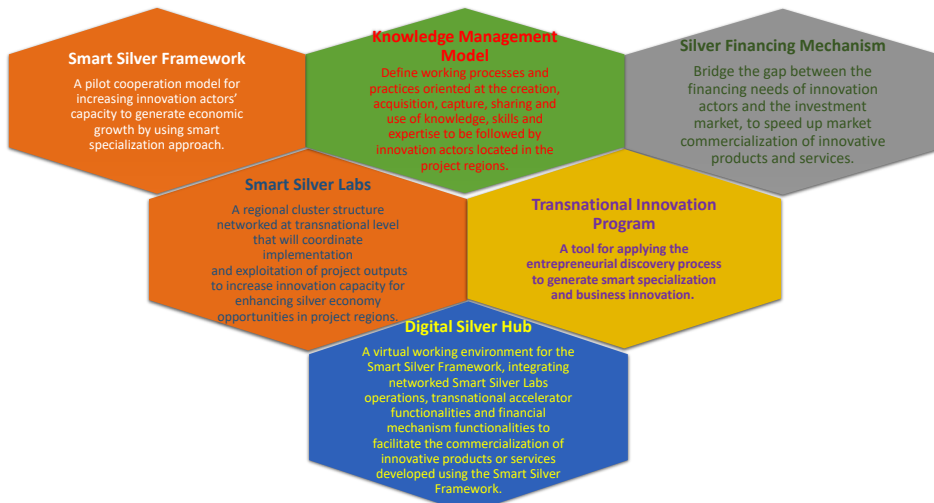 Smart Silver Framework
A pilot cooperation model for
increasing innovation actors'
capacity to generate economic
growth by using smart
specialization approach.
Knowledge Management
Model
Define working processes and
practices oriented at the creation,
acquisition, capture, sharing and
use of knowledge, skills and
expertise to be followed by
innovation actors located in the
project regions.
Silver Financing Mechanism
Bridge the gap between the
financing needs of innovation
actors and the investment
market, to speed up market
commercialization of innovative
products and services.
Smart Silver Labs
A regional cluster structure
networked at transnational level
that will coordinate
implementation
and exploitation of project outputs
to increase innovation capacity for
enhancing silver economy
opportunities in project regions.
Transnational Innovation
Program
A tool for applying the
entrepreneurial discovery process
to generate smart specialization
and business innovation.
Digital Silver Hub
A virtual working environment for the
Smart Silver Framework, integrating
networked Smart Silver Labs
operations, transnational accelerator
functionalities and financial
mechanism functionalities to
facilitate the commercialization of
innovative products or services
developed using the Smart Silver
Framework.